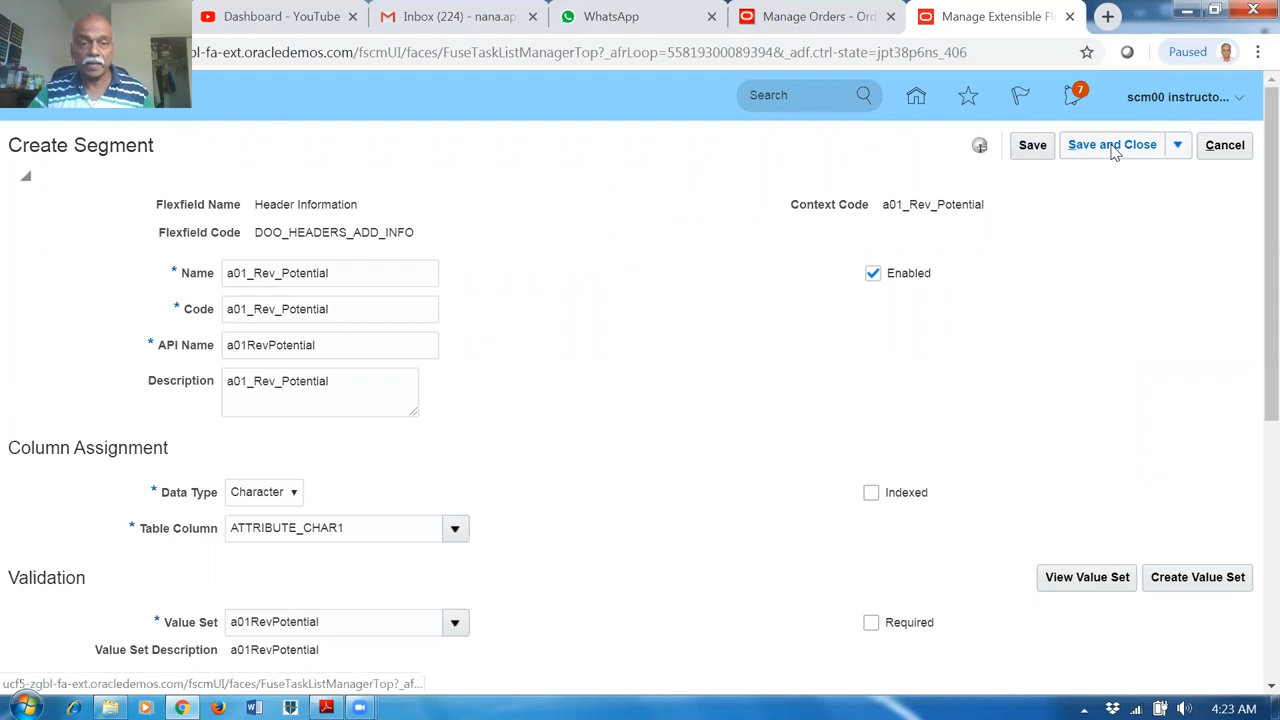 Dashboard - YouTube
Inbox (224) - nana.ap
WhatsApp
Manage Orders - Ord
Manage Extensible Fl
bl-fa-ext.oracledemos.com/fscmUI/faces/FuseTaskListManagerTop?_afrLoop=5581930008939&_adf.ctrl-state=jpt38p6ns_406
Paused
Search
7
scm00 instructo...
Create Segment
Save
Save and Close
Cancel
Flexfield Name Header Information
Context Code a01_Rev_Potential
Flexfield Code DOO_HEADERS_ADD_INFO
* Name a01_Rev_Potential
Enabled
* Code a01_Rev_Potential
* API Name a01RevPotential
Description a01_Rev_Potential
Column Assignment
* Data Type Character
Indexed
* Table Column ATTRIBUTE_CHAR1
Validation
View Value Set
Create Value Set
* Value Set a01RevPotential
Required
Value Set Description a01RevPotential
ucf5-zgbl-fa-ext.oracledemos.com/fscmUI/faces/FuseTaskListManagerTop?_af...
4:23 AM